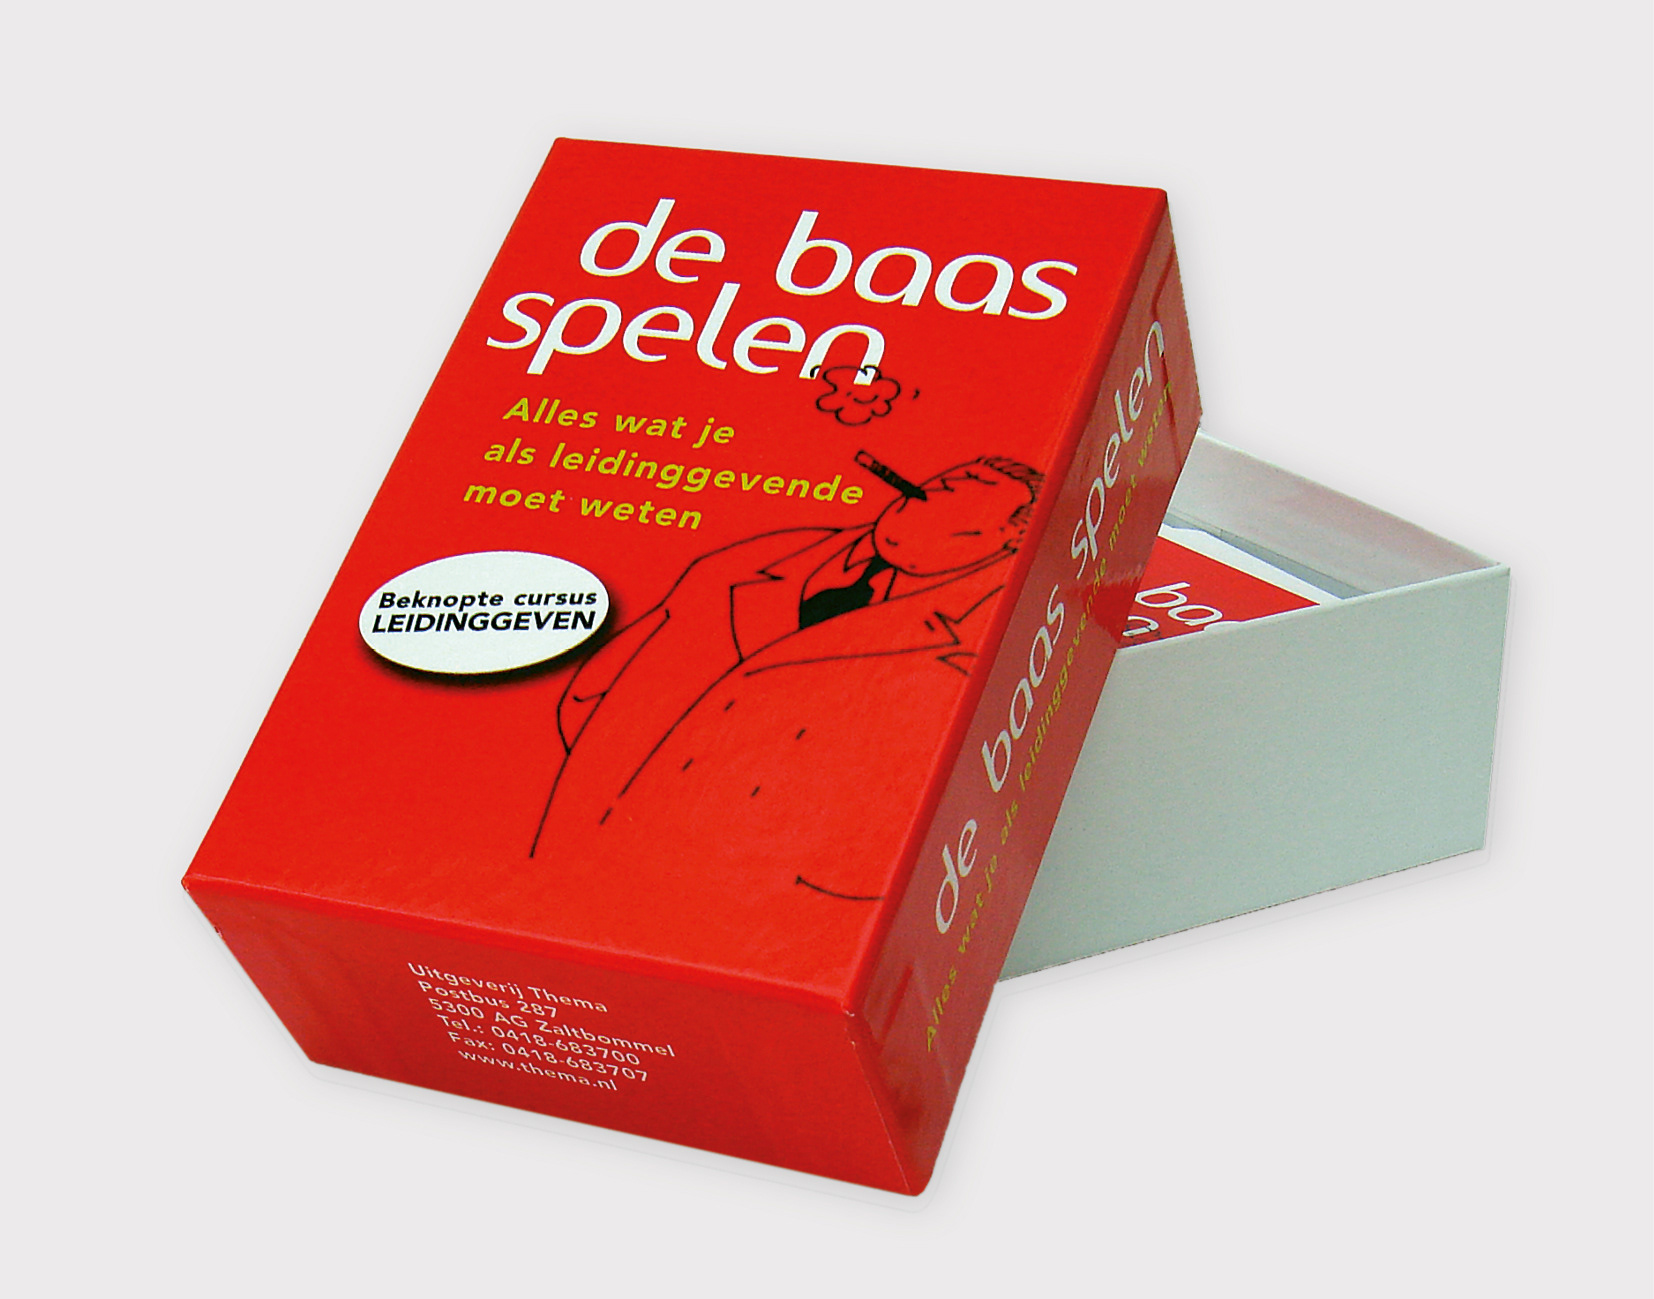 de baas
spelen
Alles wat je
als leidinggevende
moet weten
Beknopte cursus
LEIDINGGEVEN
de baas spelen
Alles wat je als leidinggevende moet weten
Uitgeverij Thema
Postbus 287
5300 AG Zaltbommel
Tel.: 0418-683700
Fax: 0418-683707
www.thema.nl